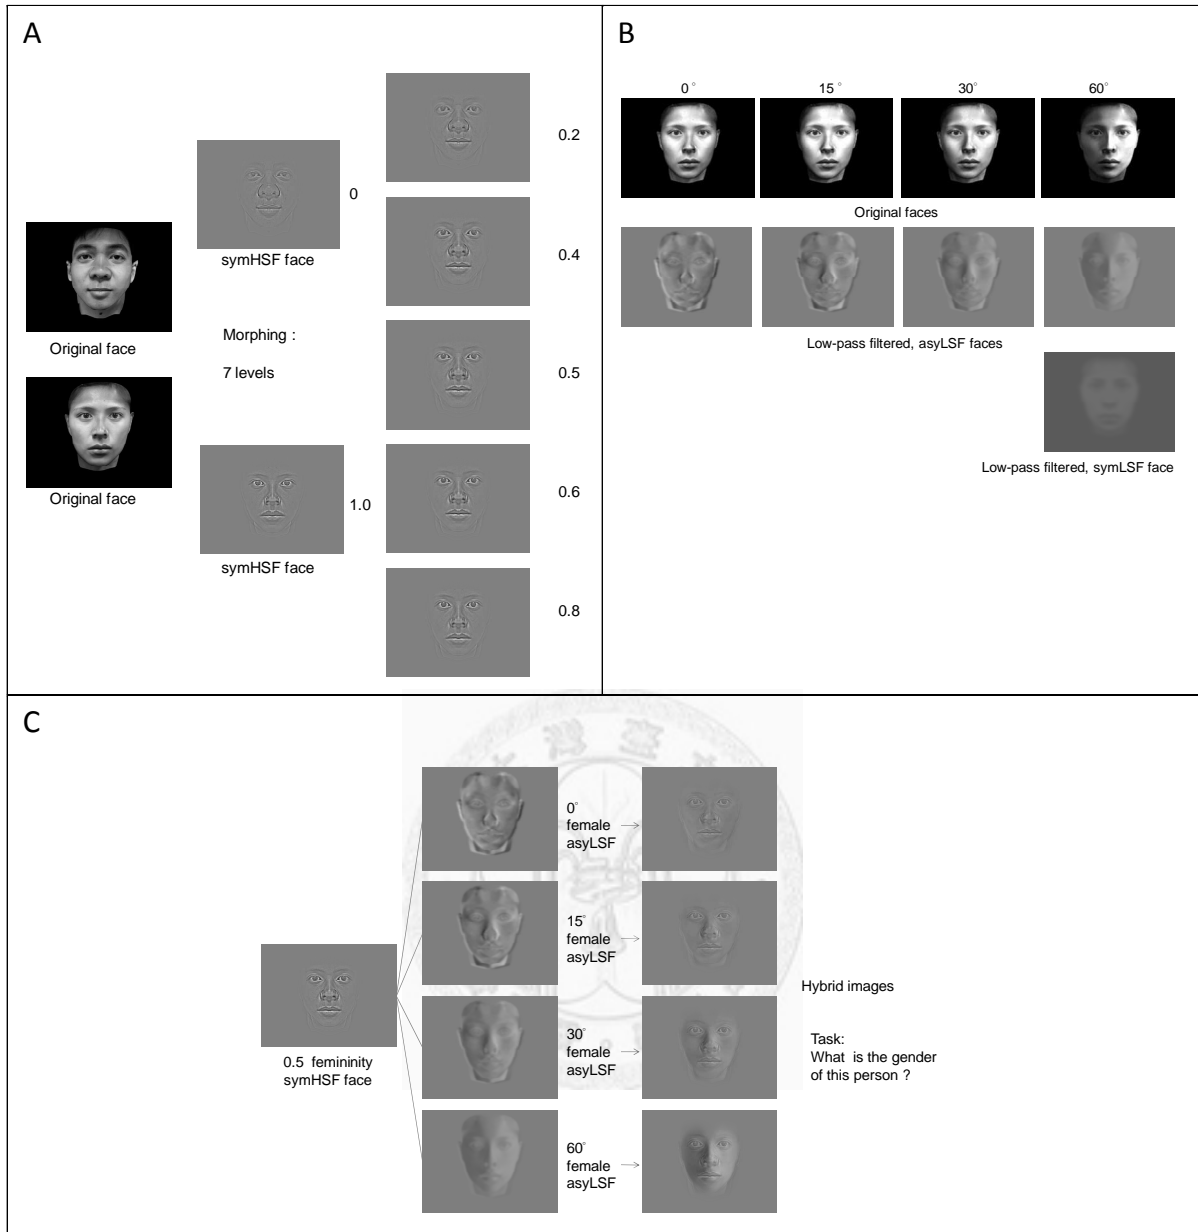 A
Original face
Original face
symHSF face
0
Morphing :
7 levels
1.0
symHSF face
0.2
0.4
0.5
0.6
0.8
B
0° 15° 30° 60°
Original faces
Low-pass filtered, asyLSF faces
Low-pass filtered, symLSF face
C
0.5 femininity
symHSF face
0°
female
asyLSF
15°
female
asyLSF
30°
female
asyLSF
60°
female
asyLSF
Hybrid images
Task:
What is the gender
of this person ?